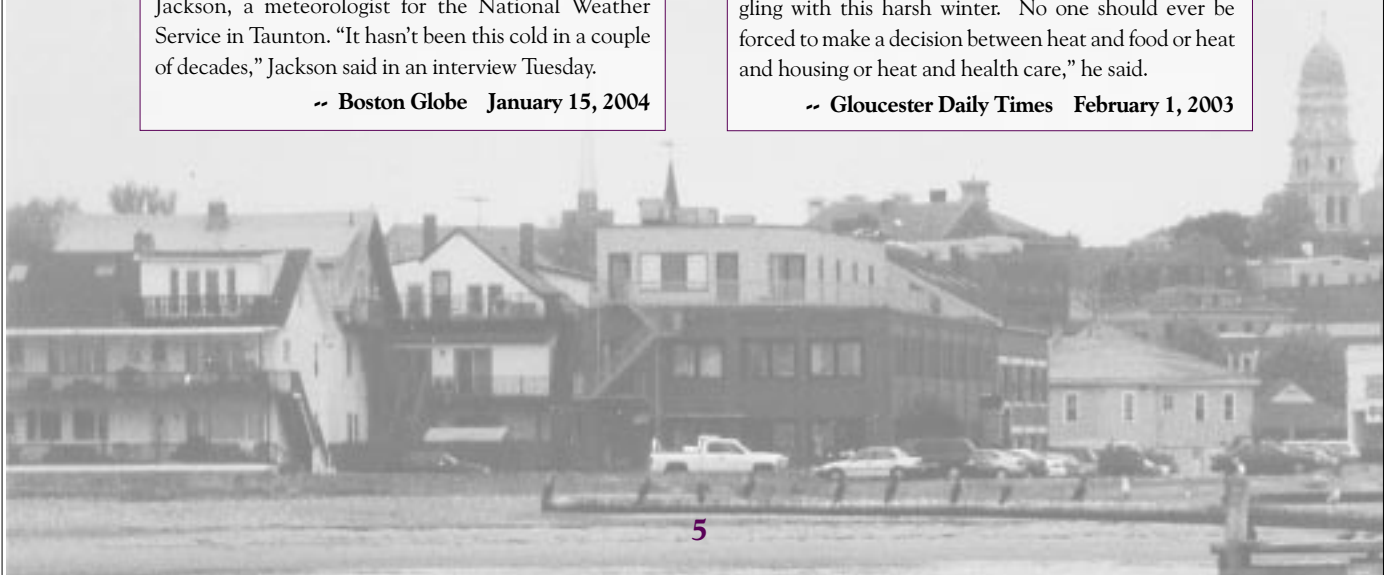 Jackson, a meteorologist for the National Weather
Service in Taunton. “It hasn’t been this cold in a couple
of decades,” Jackson said in an interview Tuesday.
-- Boston Globe January 15, 2004
gling with this harsh winter. No one should ever be
forced to make a decision between heat and food or heat
and housing or heat and health care,” he said.
-- Gloucester Daily Times February 1, 2003
5